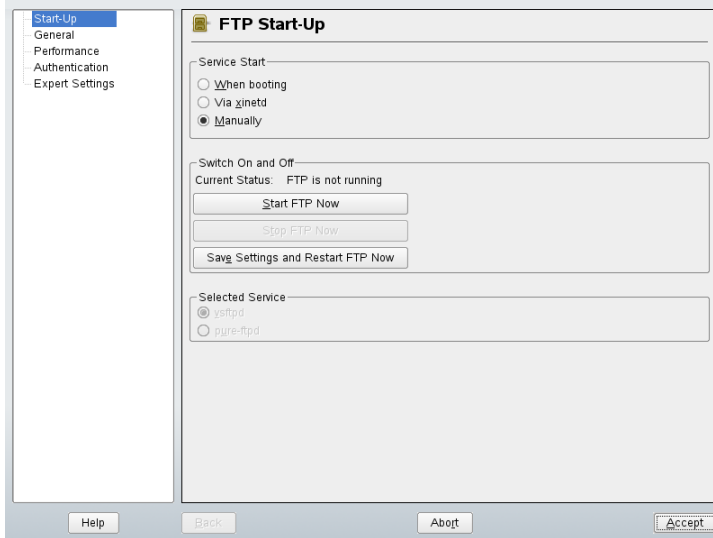 Start-Up
General
Performance
Authentication
Expert Settings
FTP Start-Up
Service Start
When booting
Via xinetd
Manually
Switch On and Off
Current Status: FTP is not running
Start FTP Now
Stop FTP Now
Save Settings and Restart FTP Now
Selected Service
vsftpd
pure-ftpd
Help
Back
Abort
Accept